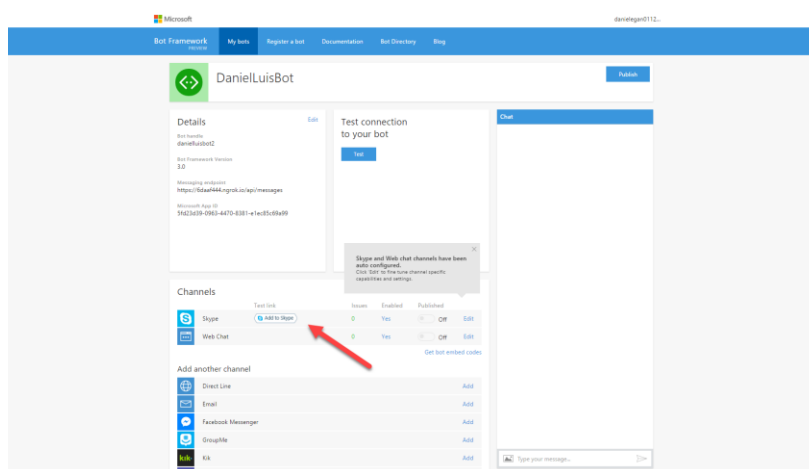 Microsoft
danielegan0112...
Bot Framework
PREVIEW
My bots
Register a bot
Documentation
Bot Directory
Blog
DanielLuisBot
Publish
Details
Edit
Bot handle
danielluisbot2
Bot Framework Version
3.0
Messaging endpoint
https://fidaaf444.ngrok.io/api/messages
Microsoft App ID
5fd23d39-0963-4470-8381-e1ec85c69a98
Test connection
to your bot
Test
Chat
Skype and Web chat channels have been
auto configured.
Click 'Edit' to fine tune channel specific
capabilities and settings.
Channels
Test link
Issues
Enabled
Published
Skype
Add to Skype
0
Yes
Off
Edit
Web Chat
0
Yes
Off
Edit
Get bot embed codes
Add another channel
Direct Line
Add
Email
Add
Facebook Messenger
Add
GroupMe
Add
kik
Kik
Add
Type your message...